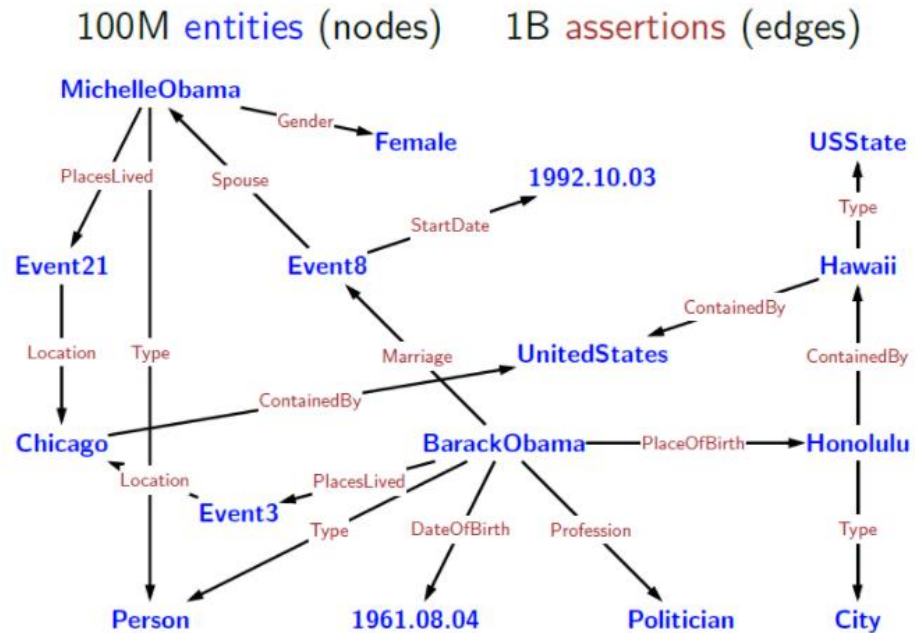 100M entities (nodes) 1B assertions (edges)
MichelleObama
Gender
Female
USState
PlacesLived
Spouse
1992.10.03
Type
StartDate
Event21
Event8
Hawaii
ContainedBy
Location
Type
Marriage
UnitedStates
ContainedBy
ContainedBy
Chicago
BarackObama
PlaceOfBirth
Honolulu
Location
PlacesLived
Event3
Type
DateOfBirth
Profession
Type
Person
1961.08.04
Politician
City